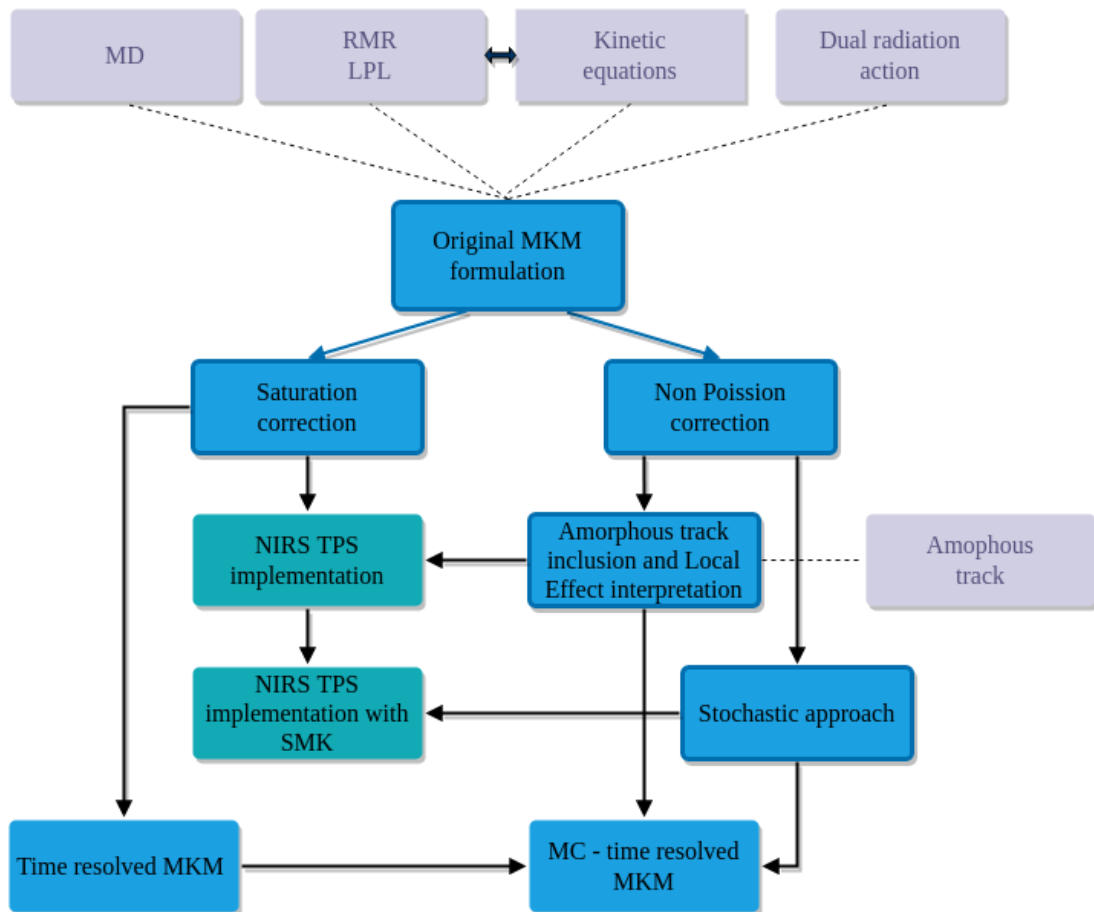 MD
RMR
LPL
Kinetic
equations
Dual radiation
action
Original MKM
formulation
Saturation
correction
Non Poission
correction
NIRS TPS
implementation
Amorphous track
inclusion and Local
Effect interpretation
Amophous
track
NIRS TPS
implementation with
SMK
Stochastic approach
Time resolved MKM
MC - time resolved
MKM